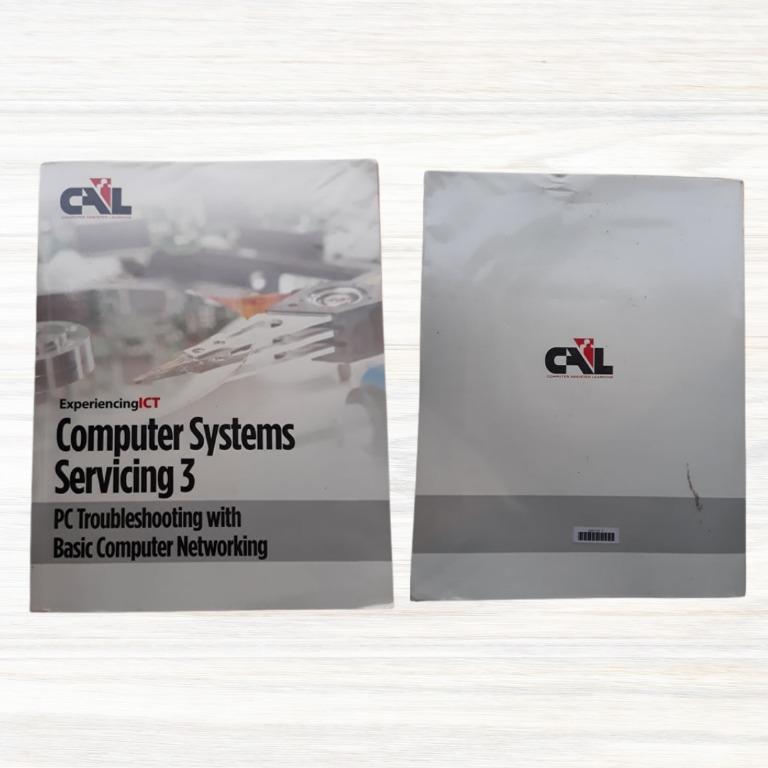 CAL
COMPUTER ASSISTED LEARNING
ExperiencingICT
Computer Systems
Servicing 3
PC Troubleshooting with
Basic Computer Networking
CAL
COMPUTER ASSISTED LEARNING